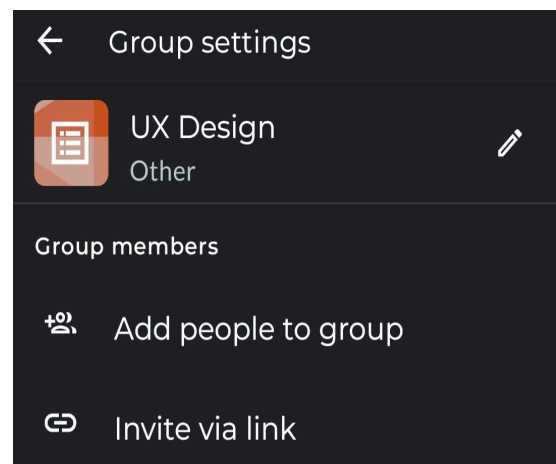 Group settings
UX Design
Other
Group members
Add people to group
Invite via link